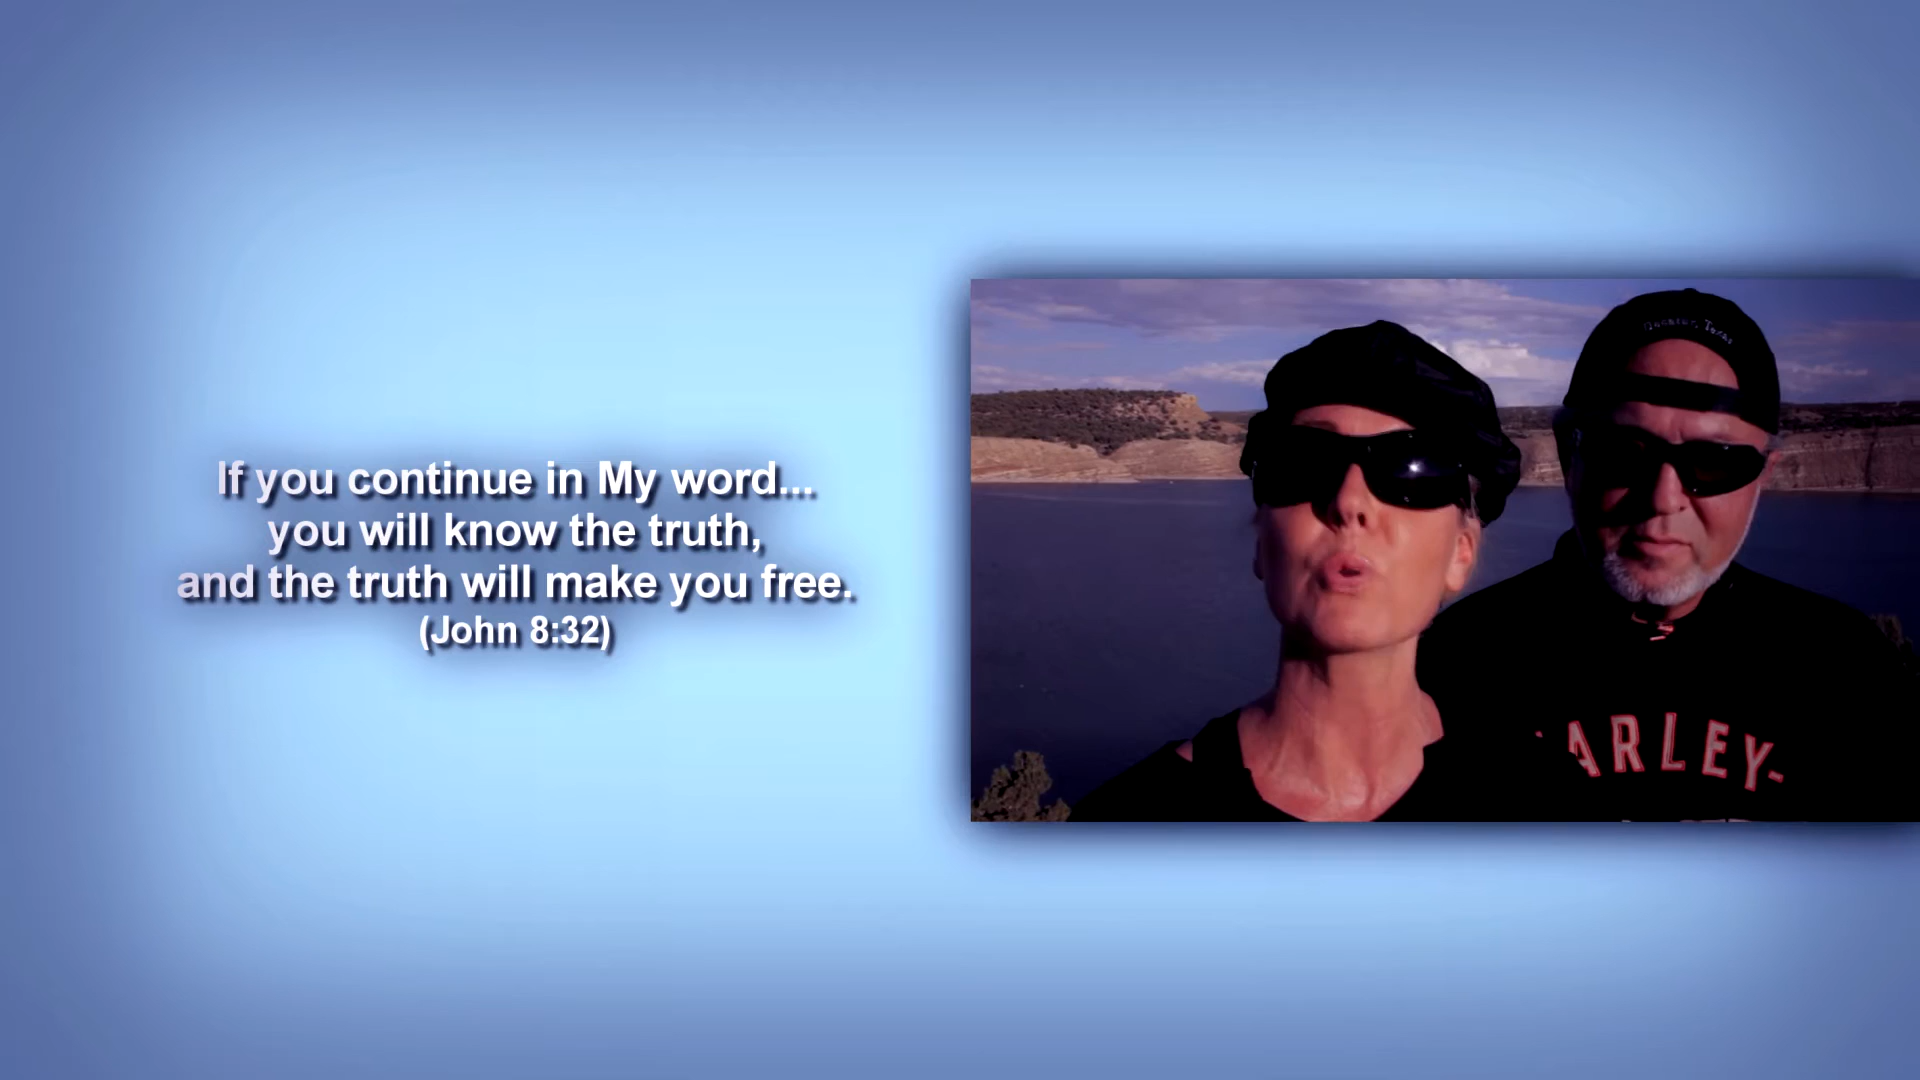 If you continue in My word...
you will know the truth,
and the truth will make you free.
(John 8:32)
Texas
ARLEY-